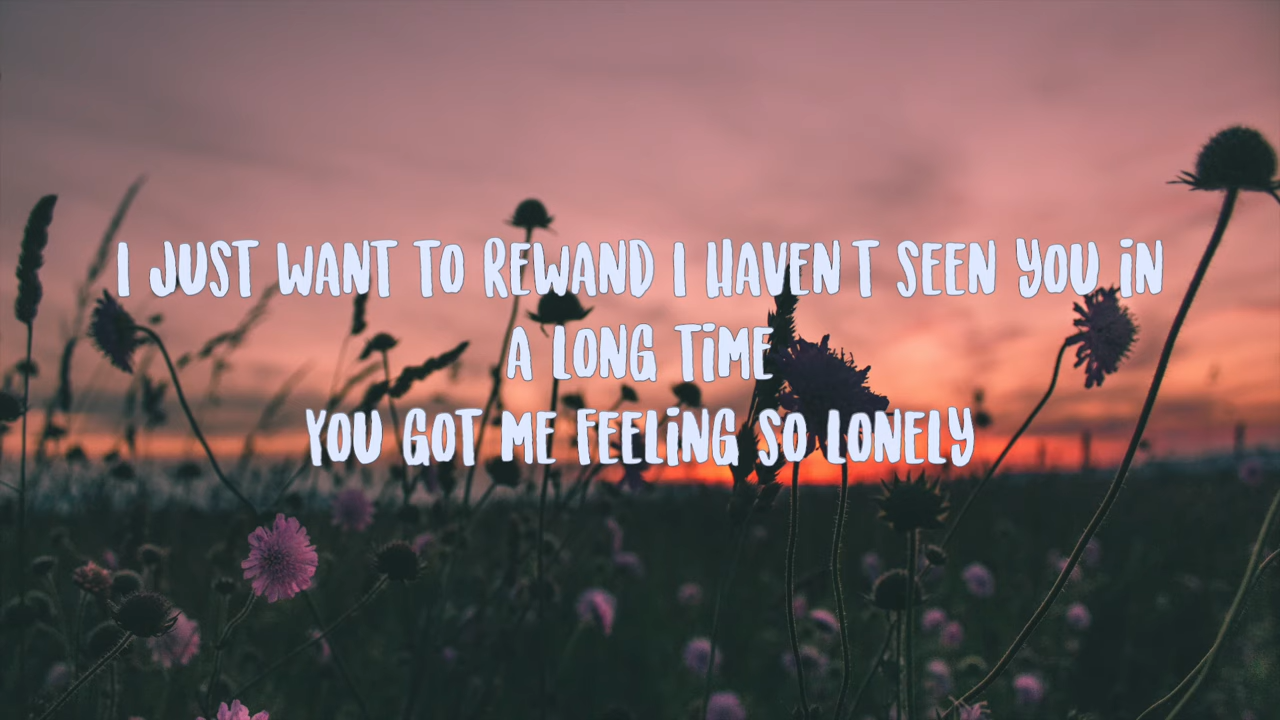 I JUST WANT TO REWAND I HAVEN'T SEEN YOU IN
A LONG TIME
YOU GOT ME FEELING SO LONELY